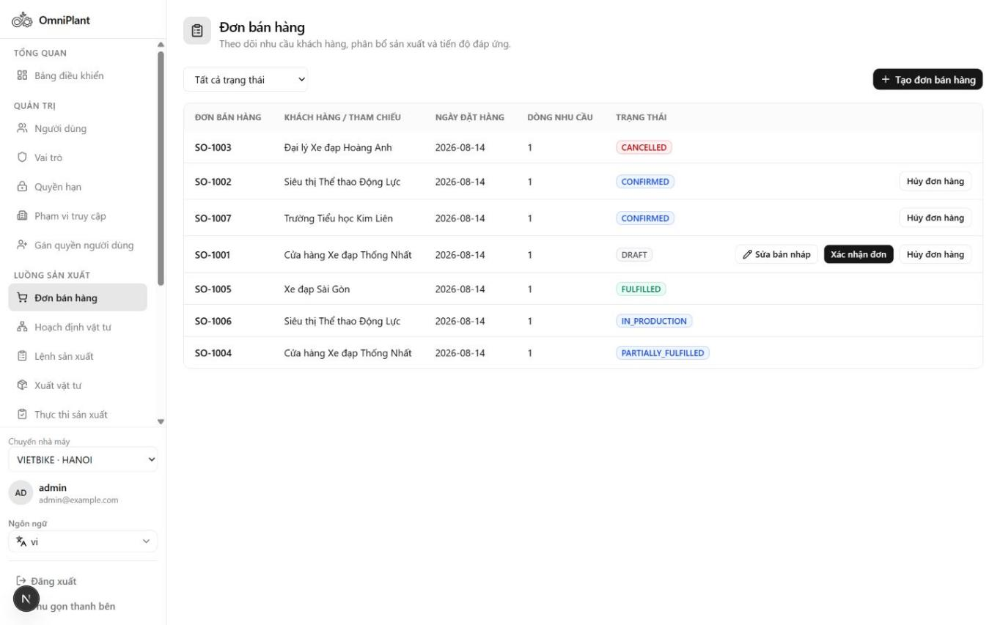 OmniPlant
TỔNG QUAN
Bảng điều khiển
QUẢN TRỊ
Người dùng
Vai trò
Quyền hạn
Phạm vi truy cập
Gán quyền người dùng
LUỒNG SẢN XUẤT
Đơn bán hàng
Hoạch định vật tư
Lệnh sản xuất
Xuất vật tư
Thực thi sản xuất
Chuyển nhà máy
VIETBIKE · HANOI
AD
admin
admin@example.com
Ngôn ngữ
vi
Đăng xuất
N
hu gọn thanh bên
Đơn bán hàng
Theo dõi nhu cầu khách hàng, phân bổ sản xuất và tiến độ đáp ứng.
Tất cả trạng thái
+ Tạo đơn bán hàng
ĐƠN BÁN HÀNG KHÁCH HÀNG / THAM CHIẾU NGÀY ĐẶT HÀNG DÒNG NHU CẦU TRẠNG THÁI
SO-1003 Đại lý Xe đạp Hoàng Anh 2026-08-14 1 CANCELLED
SO-1002 Siêu thị Thể thao Động Lực 2026-08-14 1 CONFIRMED Hủy đơn hàng
SO-1007 Trường Tiểu học Kim Liên 2026-08-14 1 CONFIRMED Hủy đơn hàng
SO-1001 Cửa hàng Xe đạp Thống Nhất 2026-08-14 1 DRAFT Sửa bản nháp Xác nhận đơn Hủy đơn hàng
SO-1005 Xe đạp Sài Gòn 2026-08-14 1 FULFILLED
SO-1006 Siêu thị Thể thao Động Lực 2026-08-14 1 IN_PRODUCTION
SO-1004 Cửa hàng Xe đạp Thống Nhất 2026-08-14 1 PARTIALLY_FULFILLED